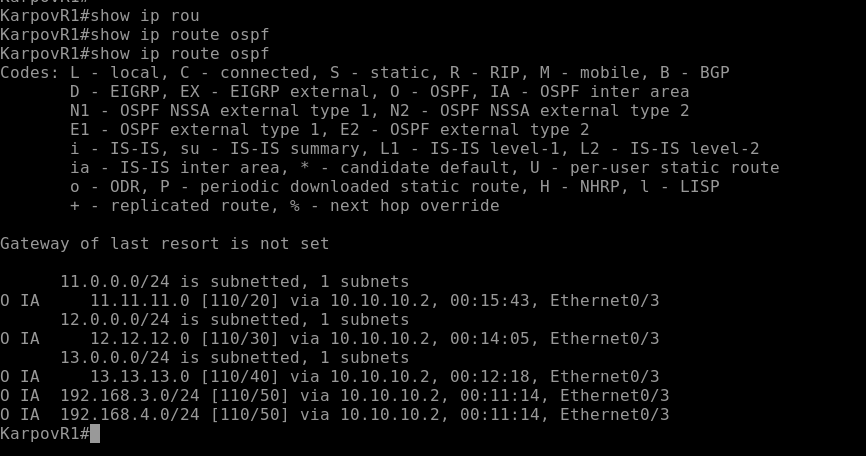 KarpovR1#
KarpovR1#show ip rou
KarpovR1#show ip route ospf
KarpovR1#show ip route ospf
Codes: L - local, C - connected, S - static, R - RIP, M - mobile, B - BGP
       D - EIGRP, EX - EIGRP external, O - OSPF, IA - OSPF inter area
       N1 - OSPF NSSA external type 1, N2 - OSPF NSSA external type 2
       E1 - OSPF external type 1, E2 - OSPF external type 2
       i - IS-IS, su - IS-IS summary, L1 - IS-IS level-1, L2 - IS-IS level-2
       ia - IS-IS inter area, * - candidate default, U - per-user static route
       o - ODR, P - periodic downloaded static route, H - NHRP, l - LISP
       + - replicated route, % - next hop override

Gateway of last resort is not set

      11.0.0.0/24 is subnetted, 1 subnets
O IA     11.11.11.0 [110/20] via 10.10.10.2, 00:15:43, Ethernet0/3
      12.0.0.0/24 is subnetted, 1 subnets
O IA     12.12.12.0 [110/30] via 10.10.10.2, 00:14:05, Ethernet0/3
      13.0.0.0/24 is subnetted, 1 subnets
O IA     13.13.13.0 [110/40] via 10.10.10.2, 00:12:18, Ethernet0/3
O IA  192.168.3.0/24 [110/50] via 10.10.10.2, 00:11:14, Ethernet0/3
O IA  192.168.4.0/24 [110/50] via 10.10.10.2, 00:11:14, Ethernet0/3
KarpovR1#